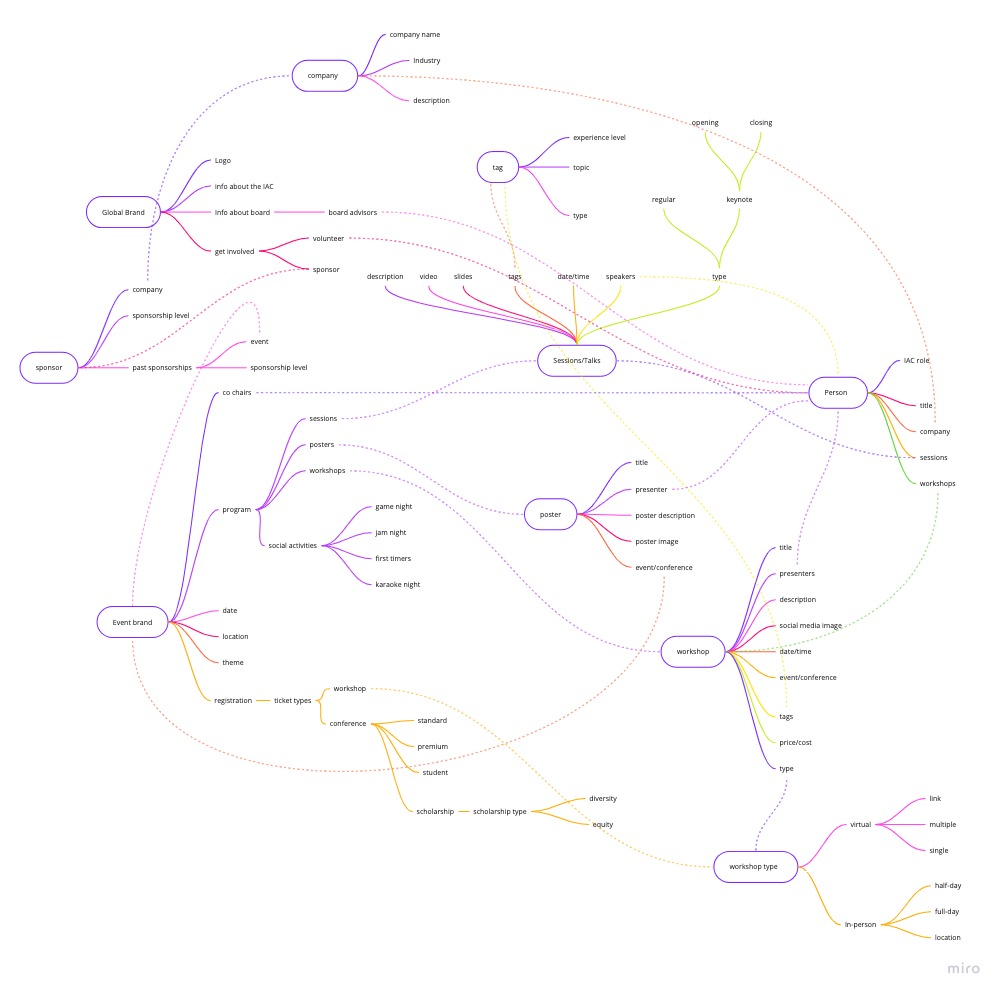 company name
company
Industry
description
opening
closing
experience level
tag
topic
type
Logo
info about the IAC
Global Brand
info about board
board advisors
get involved
volunteer
sponsor
regular
keynote
description
video
slides
tags
date/time
speakers
type
company
sponsorship level
event
sponsor
past sponsorships
sponsorship level
Sessions/Talks
IAC role
Person
title
company
sessions
workshops
co chairs
sessions
posters
workshops
program
social activities
game night
jam night
first timers
karaoke night
title
presenter
poster
poster description
poster image
event/conference
Event brand
date
location
theme
registration
ticket types
workshop
conference
standard
premium
student
scholarship
scholarship type
diversity
equity
title
presenters
description
social media image
workshop
date/time
event/conference
tags
price/cost
type
workshop type
virtual
link
multiple
single
In-person
half-day
full-day
location
miro